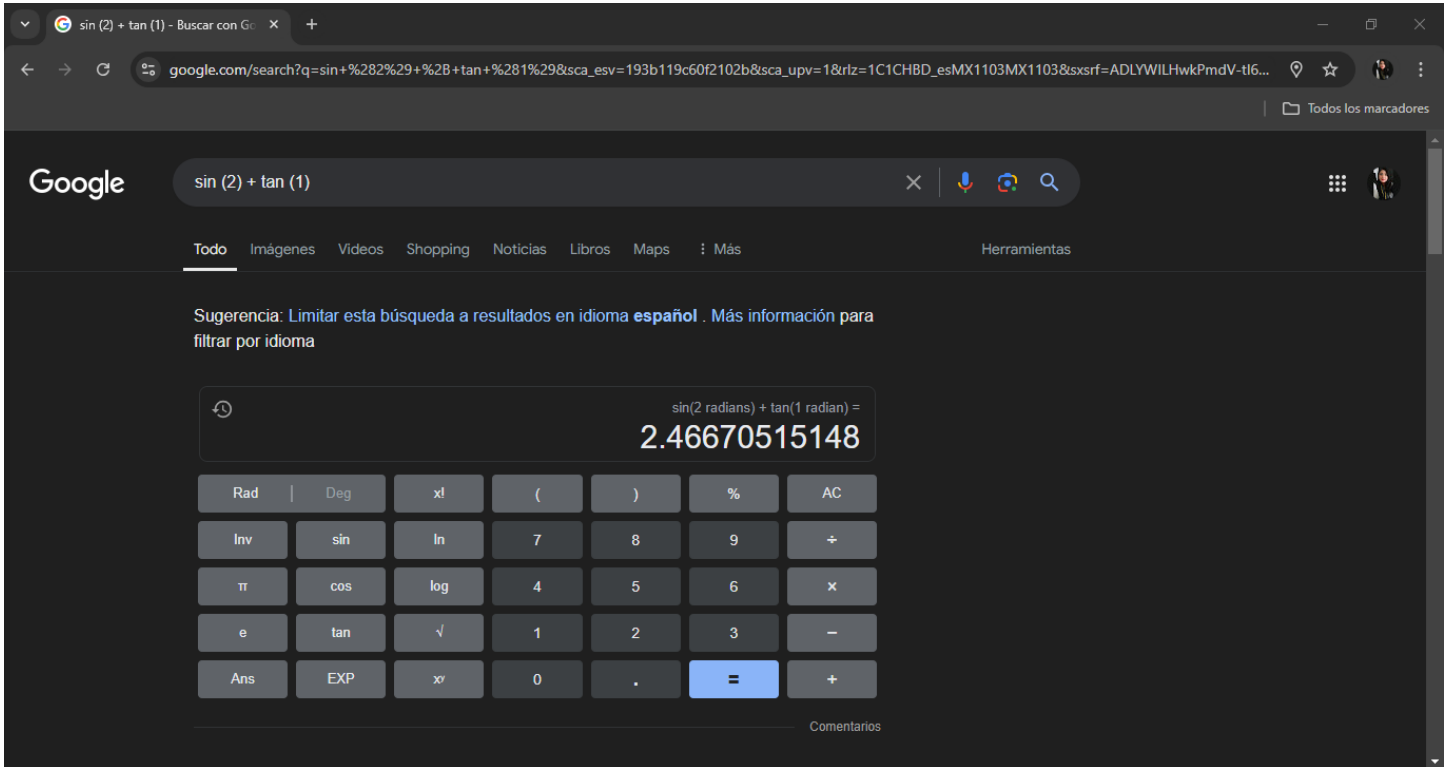 sin (2) + tan (1) - Buscar con Go
google.com/search?q=sin+%282%29+%2B+tan+%281%29&sca_esv=193b119c60f2102b&sca_upv=1&rlz=1C1CHBD_esMX1103MX1103&sxsrf=ADLYWILHwkPmdV-tI6...
Todos los marcadores
Google
sin (2) + tan (1)
Todo Imágenes Videos Shopping Noticias Libros Maps ⋮ Más Herramientas
Sugerencia: Limitar esta búsqueda a resultados en idioma español . Más información para
filtrar por idioma
sin(2 radians) + tan(1 radian) =
2.46670515148
Rad | Deg x! ( ) % AC
Inv sin ln 7 8 9 ÷
π cos log 4 5 6 ×
e tan √ 1 2 3 −
Ans EXP xʸ 0 . = +
Comentarios